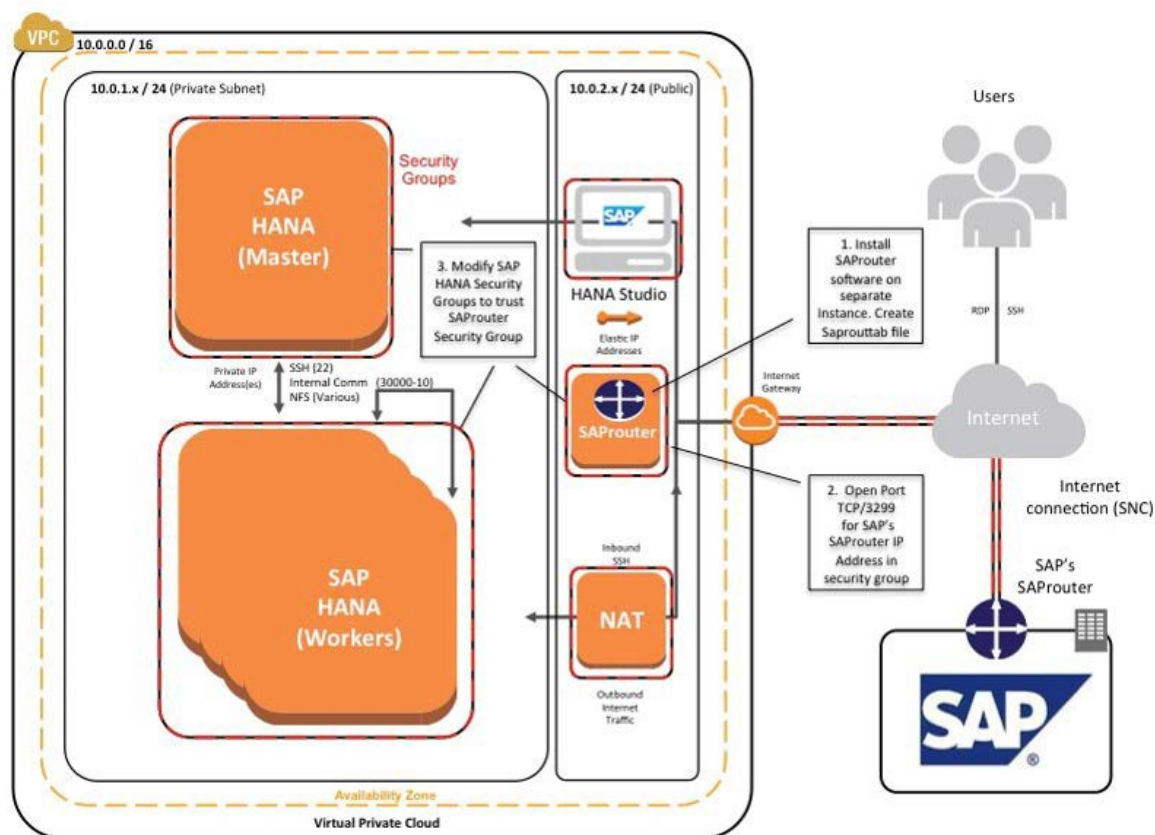 VPC
10.0.0.0 / 16
10.0.1.x / 24 (Private Subnet)
SAP
HANA
(Master)
Security
Groups
3. Modify SAP
HANA Security
Groups to trust
SAProuter
Security Group
Private IP
Address(es)
SSH (22)
Internal Comm (30000-10)
NFS (Various)
SAP
HANA
(Workers)
10.0.2.x / 24 (Public)
SAP
HANA Studio
Elastic IP
Addresses
SAProuter
Inbound
SSH
NAT
Outbound
Internet
Traffic
Availability Zone
Virtual Private Cloud
Users
1. Install
SAProuter
software on
separate
Instance. Create
Saprouttab file
RDP
SSH
Internet
Gateway
Internet
2. Open Port
TCP/3299
for SAP's
SAProuter IP
Address in
security group
Internet
connection (SNC)
SAP's
SAProuter
SAP
®